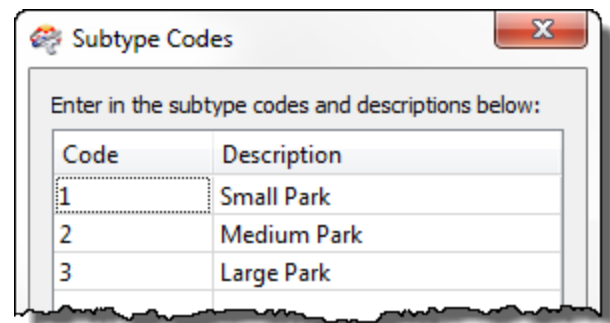 Subtype Codes
Enter in the subtype codes and descriptions below:
Code Description
1 Small Park
2 Medium Park
3 Large Park